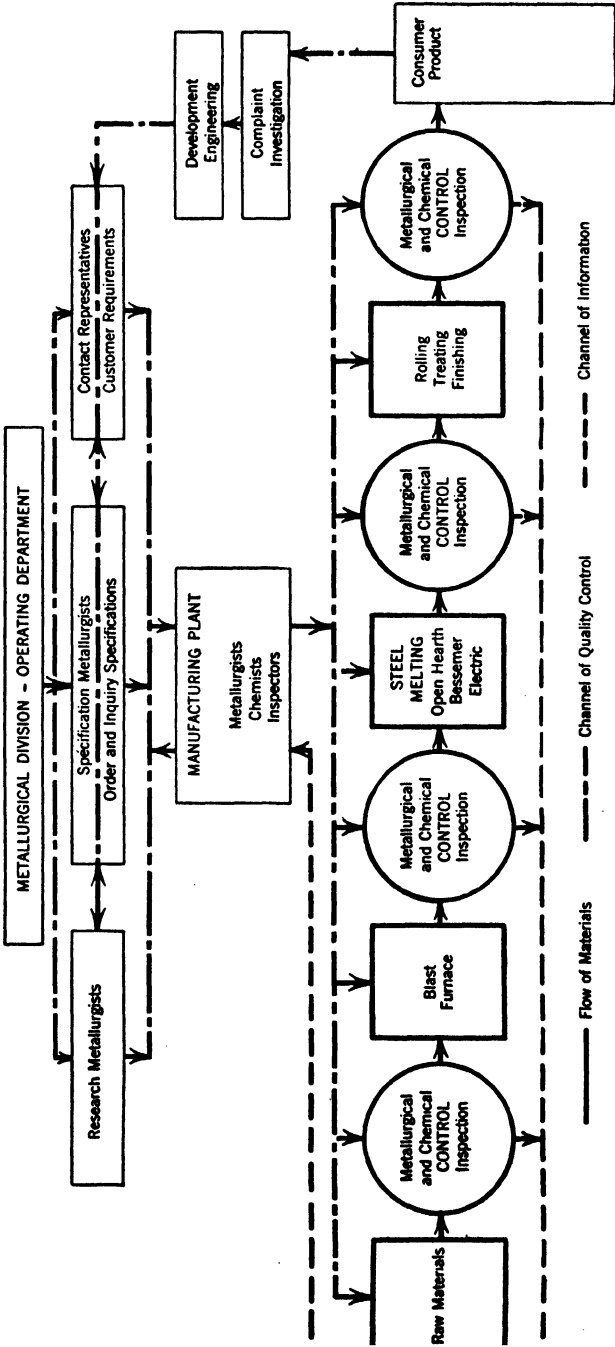 METALLURGICAL DIVISION - OPERATING DEPARTMENT
Research Metallurgists
Specification Metallurgists
Order and Inquiry Specifications
Contact Representatives
Customer Requirements
Development
Engineering
Complaint
Investigation
MANUFACTURING PLANT
Metallurgists
Chemists
Inspectors
Raw Materials
Metallurgical
and Chemical
CONTROL
Inspection
Blast
Furnace
Metallurgical
and Chemical
CONTROL
Inspection
STEEL
MELTING
Open Hearth
Bessemer
Electric
Metallurgical
and Chemical
CONTROL
Inspection
Rolling
Treating
Finishing
Metallurgical
and Chemical
CONTROL
Inspection
Consumer
Product
Flow of Materials
Channel of Quality Control
Channel of Information